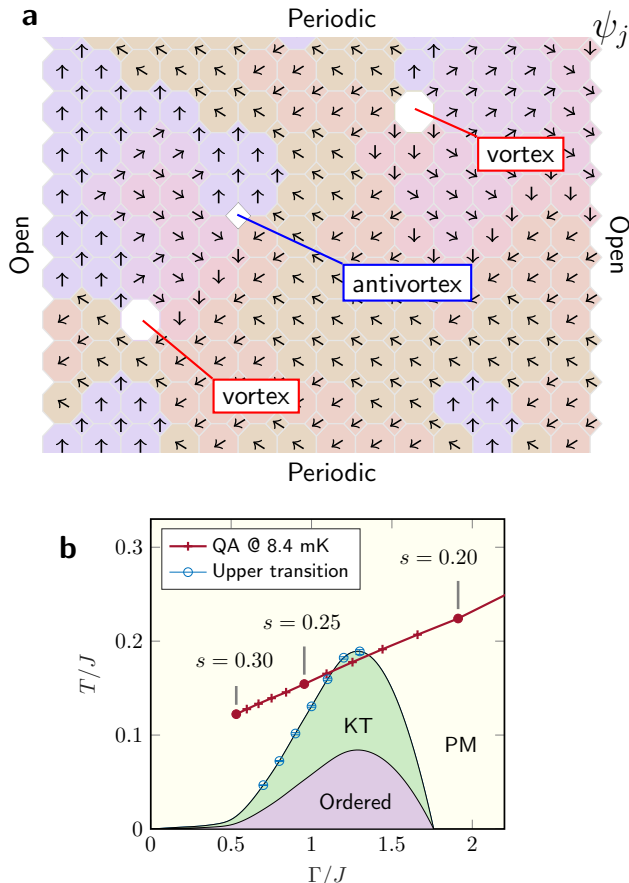 a
Periodic
ψj
vortex
Open
Open
antivortex
vortex
Periodic
b
QA @ 8.4 mK
Upper transition
s = 0.20
s = 0.25
s = 0.30
KT
PM
Ordered
T/J
0.3
0.2
0.1
0
0
0.5
1
1.5
2
Γ/J